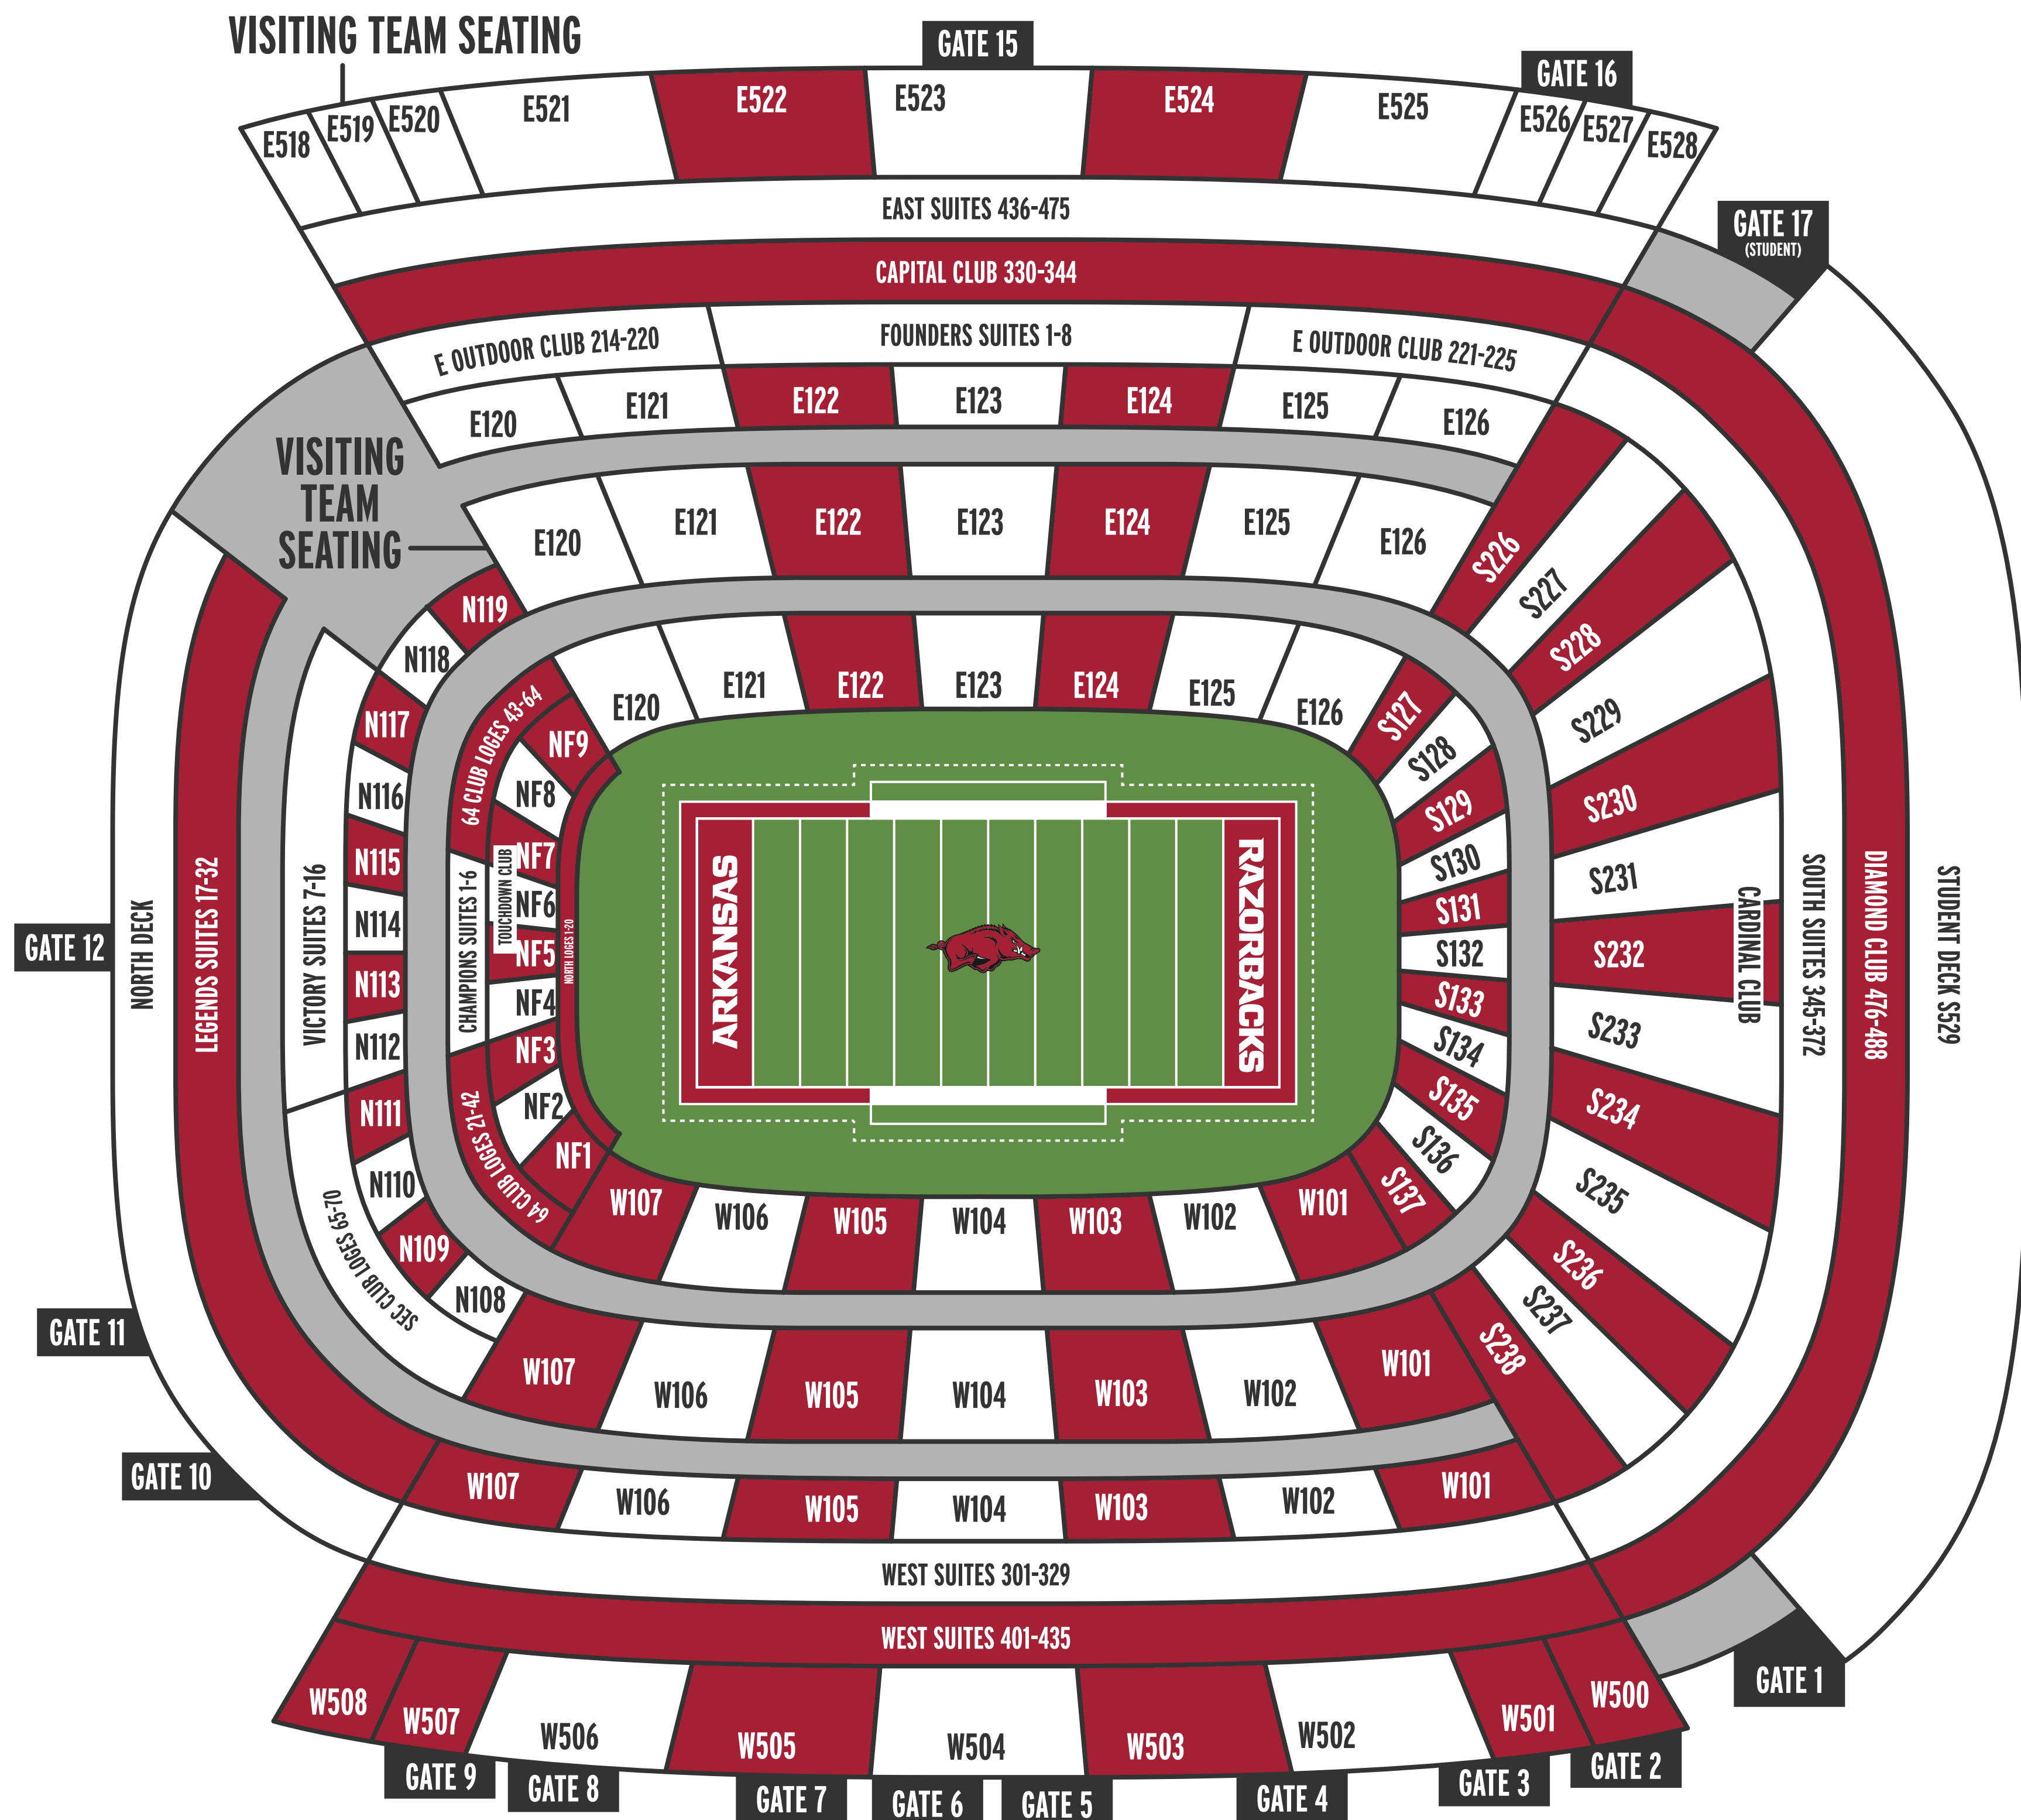 VISITING TEAM SEATING
GATE 15
GATE 16
E518
E519
E520
E521
E522
E523
E524
E525
E526
E527
E528
EAST SUITES 436-475
GATE 17
(STUDENT)
CAPITAL CLUB 330-344
E OUTDOOR CLUB 214-220
FOUNDERS SUITES 1-8
E OUTDOOR CLUB 221-225
E120
E121
E122
E123
E124
E125
E126
VISITING
TEAM
SEATING
E120
E121
E122
E123
E124
E125
E126
E120
E121
E122
E123
E124
E125
E126
N119
N118
N117
N116
N115
N114
N113
N112
N111
N110
N109
N108
64 CLUB LOGES 43-64
NF9
NF8
NF7
NF6
NF5
NF4
NF3
NF2
NF1
TOUCHDOWN CLUB
CHAMPIONS SUITES 1-6
NORTH LOGES 1-20
64 CLUB LOGES 21-42
VICTORY SUITES 7-16
SEC CLUB LOGES 65-70
LEGENDS SUITES 17-32
NORTH DECK
GATE 12
GATE 11
GATE 10
ARKANSAS
RAZORBACKS
S127
S128
S129
S130
S131
S132
S133
S134
S135
S136
S137
S226
S227
S228
S229
S230
S231
S232
S233
S234
S235
S236
S237
S238
CARDINAL CLUB
SOUTH SUITES 345-372
DIAMOND CLUB 476-488
STUDENT DECK S529
W107
W106
W105
W104
W103
W102
W101
W107
W106
W105
W104
W103
W102
W101
W107
W106
W105
W104
W103
W102
W101
WEST SUITES 301-329
WEST SUITES 401-435
W508
W507
W506
W505
W504
W503
W502
W501
W500
GATE 1
GATE 9
GATE 8
GATE 7
GATE 6
GATE 5
GATE 4
GATE 3
GATE 2